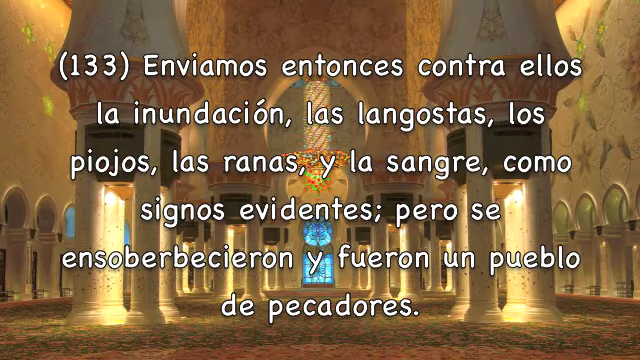 (133) Enviamos entonces contra ellos
la inundación, las langostas, los
piojos, las ranas, y la sangre, como
signos evidentes; pero se
ensoberbecieron y fueron un pueblo
de pecadores.